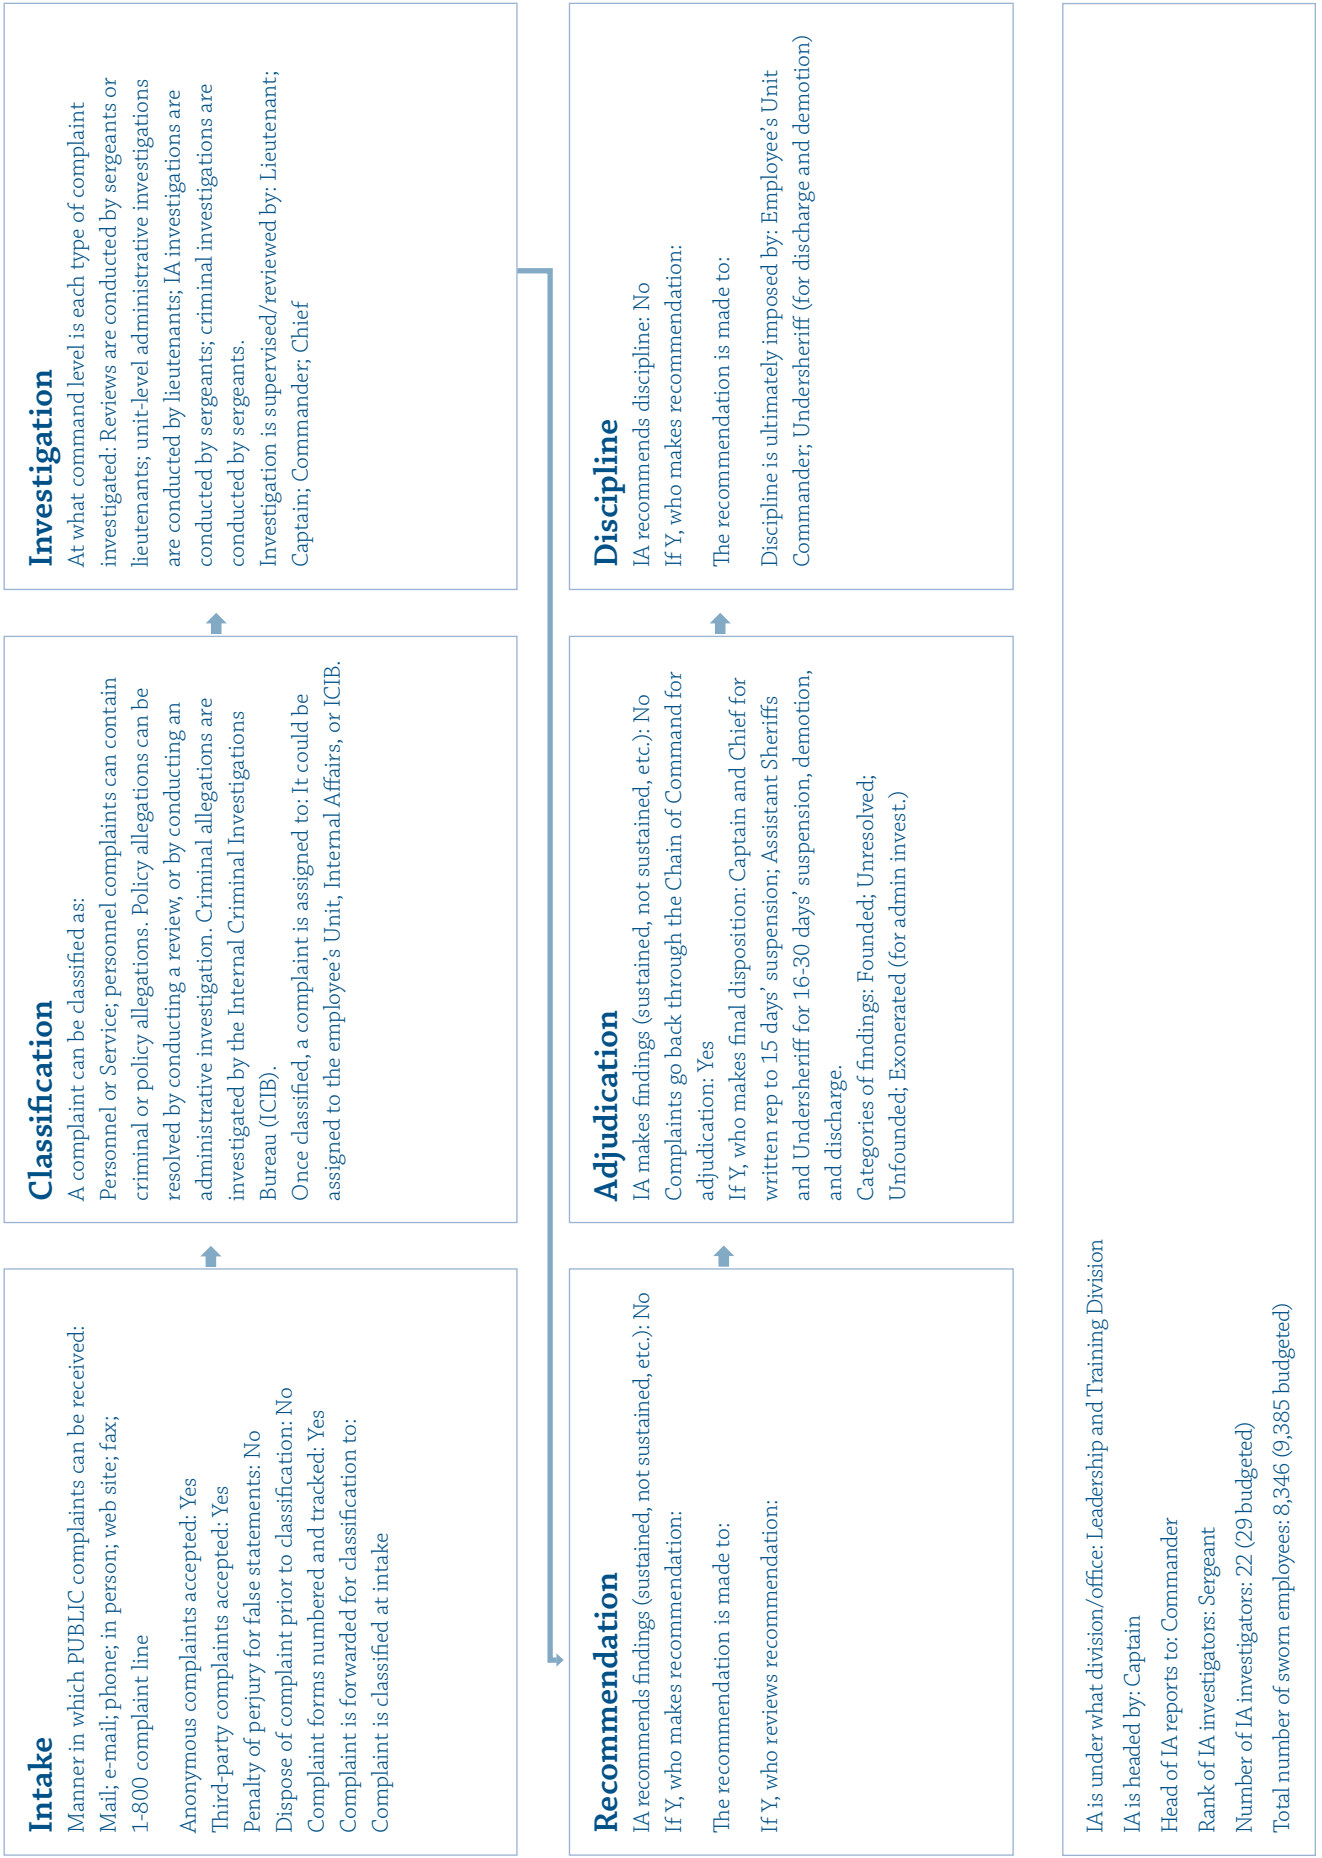 Intake
Manner in which PUBLIC complaints can be received:
Mail; e-mail; phone; in person; web site; fax;
1-800 complaint line
Anonymous complaints accepted: Yes
Third-party complaints accepted: Yes
Penalty of perjury for false statements: No
Dispose of complaint prior to classification: No
Complaint forms numbered and tracked: Yes
Complaint is forwarded for classification to:
Complaint is classified at intake
Classification
A complaint can be classified as:
Personnel or Service; personnel complaints can contain
criminal or policy allegations. Policy allegations can be
resolved by conducting a review, or by conducting an
administrative investigation. Criminal allegations are
investigated by the Internal Criminal Investigations
Bureau (ICIB).
Once classified, a complaint is assigned to: It could be
assigned to the employee's Unit, Internal Affairs, or ICIB.
Investigation
At what command level is each type of complaint
investigated: Reviews are conducted by sergeants or
lieutenants; unit-level administrative investigations
are conducted by lieutenants; IA investigations are
conducted by sergeants; criminal investigations are
conducted by sergeants.
Investigation is supervised/reviewed by: Lieutenant;
Captain; Commander; Chief
Recommendation
IA recommends findings (sustained, not sustained, etc.): No
If Y, who makes recommendation:
The recommendation is made to:
If Y, who reviews recommendation:
Adjudication
IA makes findings (sustained, not sustained, etc.): No
Complaints go back through the Chain of Command for
adjudication: Yes
If Y, who makes final disposition: Captain and Chief for
written rep to 15 days' suspension; Assistant Sheriffs
and Undersheriff for 16-30 days' suspension, demotion,
and discharge.
Categories of findings: Founded; Unresolved;
Unfounded; Exonerated (for admin invest.)
Discipline
IA recommends discipline: No
If Y, who makes recommendation:
The recommendation is made to:
Discipline is ultimately imposed by: Employee's Unit
Commander; Undersheriff (for discharge and demotion)
IA is under what division/office: Leadership and Training Division
IA is headed by: Captain
Head of IA reports to: Commander
Rank of IA investigators: Sergeant
Number of IA investigators: 22 (29 budgeted)
Total number of sworn employees: 8,346 (9,385 budgeted)